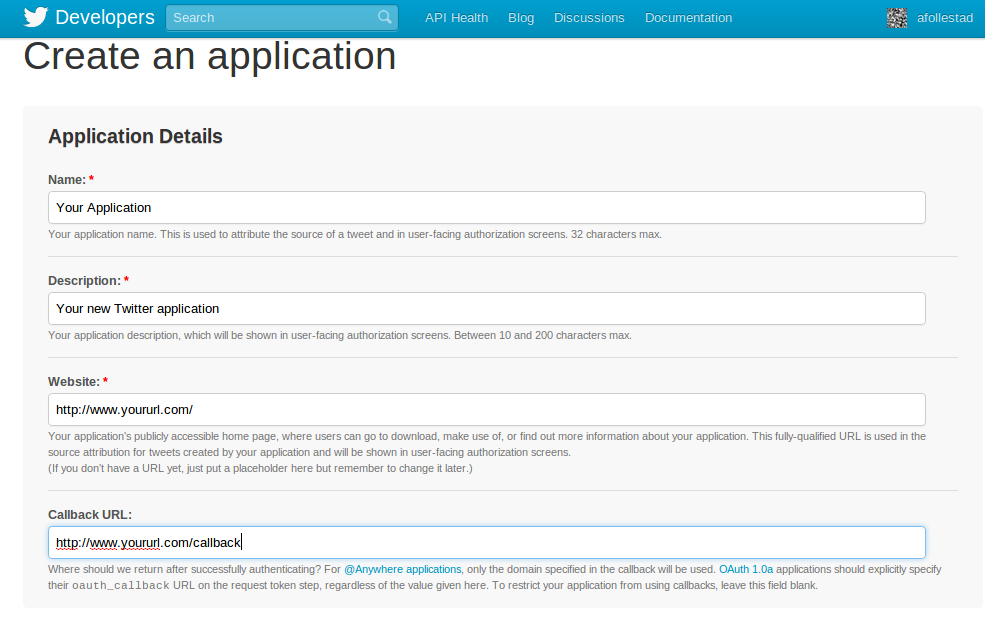 Developers Search API Health Blog Discussions Documentation afollestad
Create an application
Application Details
Name: *
Your Application
Your application name. This is used to attribute the source of a tweet and in user-facing authorization screens. 32 characters max.
Description: *
Your new Twitter application
Your application description, which will be shown in user-facing authorization screens. Between 10 and 200 characters max.
Website: *
http://www.yoururl.com/
Your application's publicly accessible home page, where users can go to download, make use of, or find out more information about your application. This fully-qualified URL is used in the
source attribution for tweets created by your application and will be shown in user-facing authorization screens.
(If you don't have a URL yet, just put a placeholder here but remember to change it later.)
Callback URL:
http://www.yoururl.com/callback
Where should we return after successfully authenticating? For @Anywhere applications, only the domain specified in the callback will be used. OAuth 1.0a applications should explicitly specify
their oauth_callback URL on the request token step, regardless of the value given here. To restrict your application from using callbacks, leave this field blank.